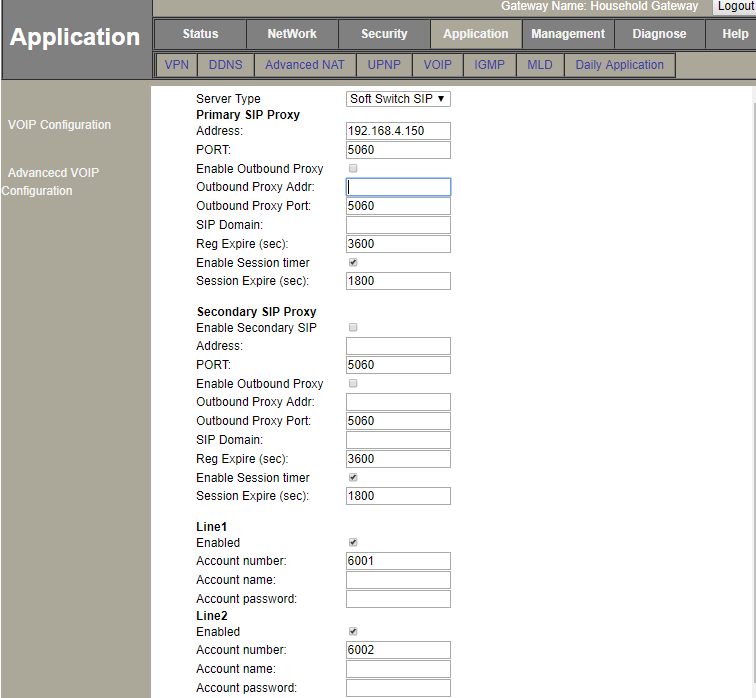 Gateway Name: Household Gateway Logout
Application
Status NetWork Security Application Management Diagnose Help
VPN DDNS Advanced NAT UPNP VOIP IGMP MLD Daily Application
VOIP Configuration
Advancecd VOIP
Configuration
Server Type Soft Switch SIP
Primary SIP Proxy
Address: 192.168.4.150
PORT: 5060
Enable Outbound Proxy
Outbound Proxy Addr:
Outbound Proxy Port: 5060
SIP Domain:
Reg Expire (sec): 3600
Enable Session timer
Session Expire (sec): 1800
Secondary SIP Proxy
Enable Secondary SIP
Address:
PORT: 5060
Enable Outbound Proxy
Outbound Proxy Addr:
Outbound Proxy Port: 5060
SIP Domain:
Reg Expire (sec): 3600
Enable Session timer
Session Expire (sec): 1800
Line1
Enabled
Account number: 6001
Account name:
Account password:
Line2
Enabled
Account number: 6002
Account name:
Account password: